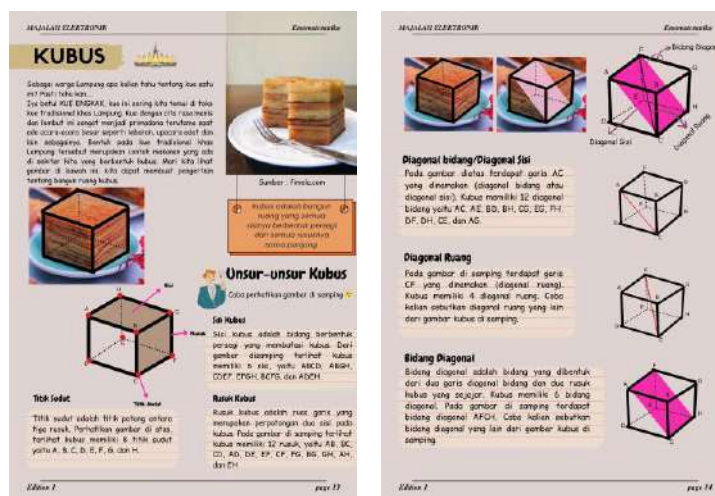 MAJALAH ELEKTRONIK
Etnomatematika
KUBUS
Sebagai warga Lampung apa kalian tahu tentang kue satu
ini? Pasti tahu kan...
Iya betul KUE ENGKAK, kue ini sering kita temui di toko
kue tradisional khas Lampung. Kue dengan cita rasa manis
dan lembut ini sangat menjadi primadona terutama saat
ada acara-acara besar seperti lebaran, upacara adat dan
lain sebagainya. Bentuk pada kue tradisional khas
Lampung tersebut merupakan contoh makanan yang ada
di sekitar kita yang berbentuk kubus. Mari kita lihat
gambar di bawah ini, kita dapat membuat pengertian
tentang bangun ruang kubus.
Sumber : Fimela.com
Kubus adalah bangun
ruang yang semua
sisinya berbentuk persegi
dan semua rusuknya
sama panjang
Unsur-unsur Kubus
Coba perhatikan gambar di samping
Sisi
Rusuk
Titik Sudut
Sisi Kubus
Sisi kubus adalah bidang berbentuk
persegi yang membatasi kubus. Dari
gambar disamping terlihat kubus
memiliki 6 sisi, yaitu ABCD, ABGH,
CDEF, EFGH, BCFG, dan ADEH.
Titik Sudut
Titik sudut adalah titik potong antara
tiga rusuk. Perhatikan gambar di atas,
terlihat kubus memiliki 8 titik sudut
yaitu A, B, C, D, E, F, G, dan H.
Rusuk Kubus
Rusuk kubus adalah ruas garis yang
merupakan perpotongan dua sisi pada
kubus. Pada gambar di samping terlihat
kubus memiliki 12 rusuk, yaitu AB, BC,
CD, AD, DE, EF, CF, FG, BG, GH, AH,
dan EH
Edition 1
page 13
MAJALAH ELEKTRONIK
Etnomatematika
Bidang Diagonal
Diagonal Sisi
Diagonal Ruang
Diagonal bidang/Diagonal Sisi
Pada gambar diatas terdapat garis AC
yang dinamakan (diagonal bidang atau
diagonal sisi). Kubus memiliki 12 diagonal
bidang yaitu AC, AE, BD, BH, CG, EG, FH,
DF, DH, CE, dan AG.
Diagonal Ruang
Pada gambar di samping terdapat garis
CF yang dinamakan (diagonal ruang).
Kubus memiliki 4 diagonal ruang. Coba
kalian sebutkan diagonal ruang yang lain
dari gambar kubus di samping.
Bidang Diagonal
Bidang diagonal adalah bidang yang dibentuk
dari dua garis diagonal bidang dan dua rusuk
kubus yang sejajar. Kubus memiliki 6 bidang
diagonal. Pada gambar di samping terdapat
bidang diagonal AFCH. Coba kalian sebutkan
bidang diagonal yang lain dari gambar kubus di
samping
Edition 1
page 14